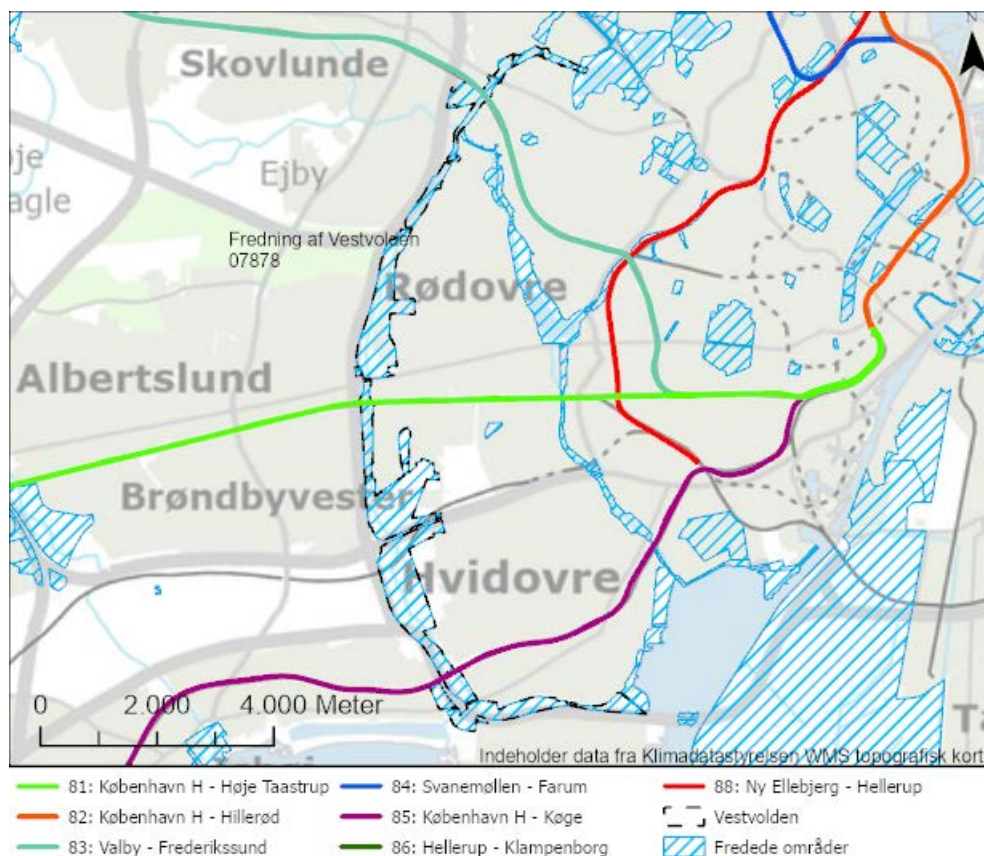 Skovlunde
N
Ejby
agle
Fredning af Vestvolden
07878
Rødovre
Albertslund
Brøndbyvester
Hvidovre
0 2.000 4.000 Meter
Indeholder data fra Klimadatastyrelsen WMS topografisk kort
81: København H - Høje Taastrup
84: Svanemøllen - Farum
88: Ny Ellebjerg - Hellerup
82: København H - Hillerød
85: København H - Køge
Vestvolden
83: Valby - Frederikssund
86: Hellerup - Klampenborg
Fredede områder